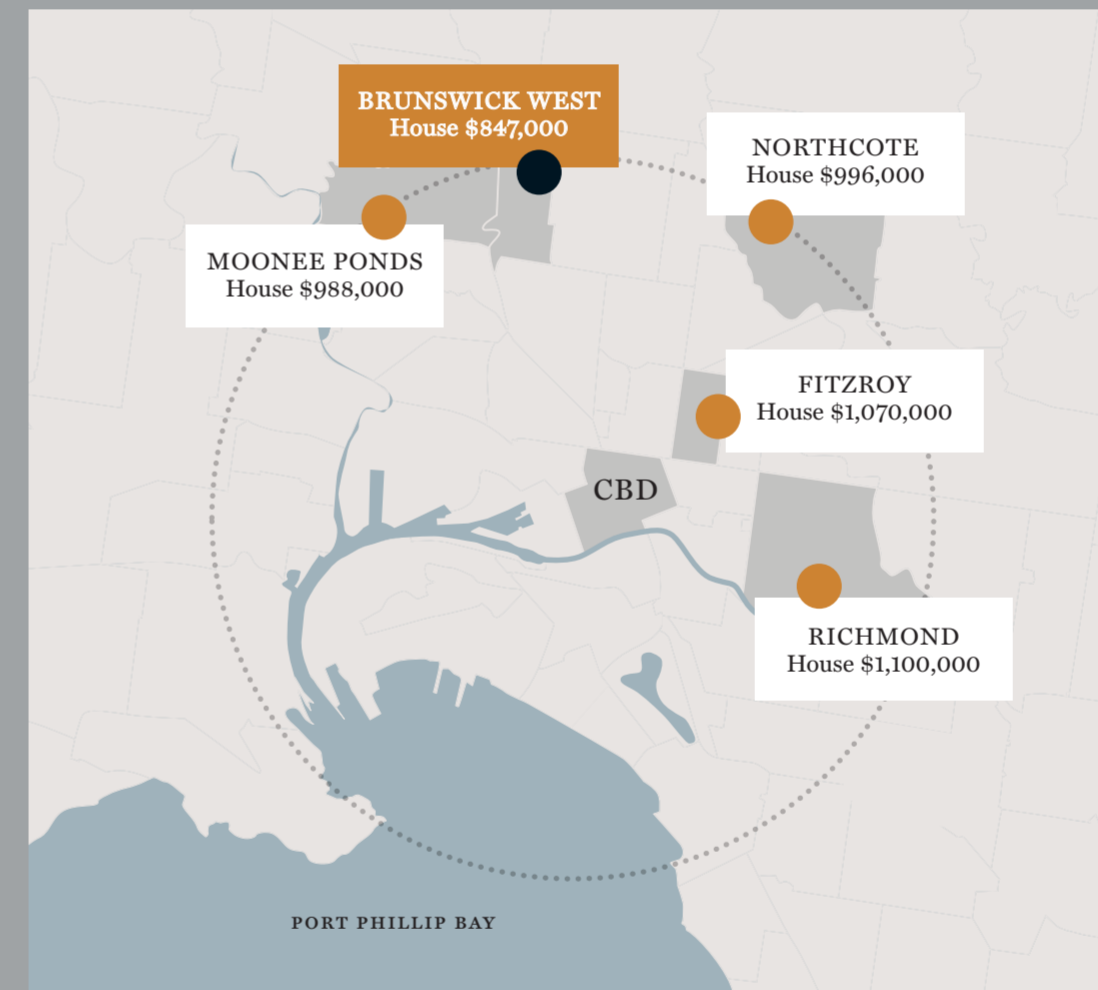 BRUNSWICK WEST
House $847,000
NORTHCOTE
House $996,000
MOONEE PONDS
House $988,000
FITZROY
House $1,070,000
CBD
RICHMOND
House $1,100,000
PORT PHILLIP BAY